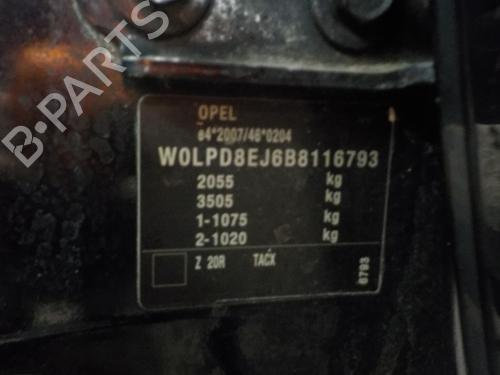 OPEL
e4*2007/46*0204
W0LPD8EJ6B8116793
2055 kg
3505 kg
1-1075 kg
2-1020 kg
Z 20R TACX
6793
B-PARTS